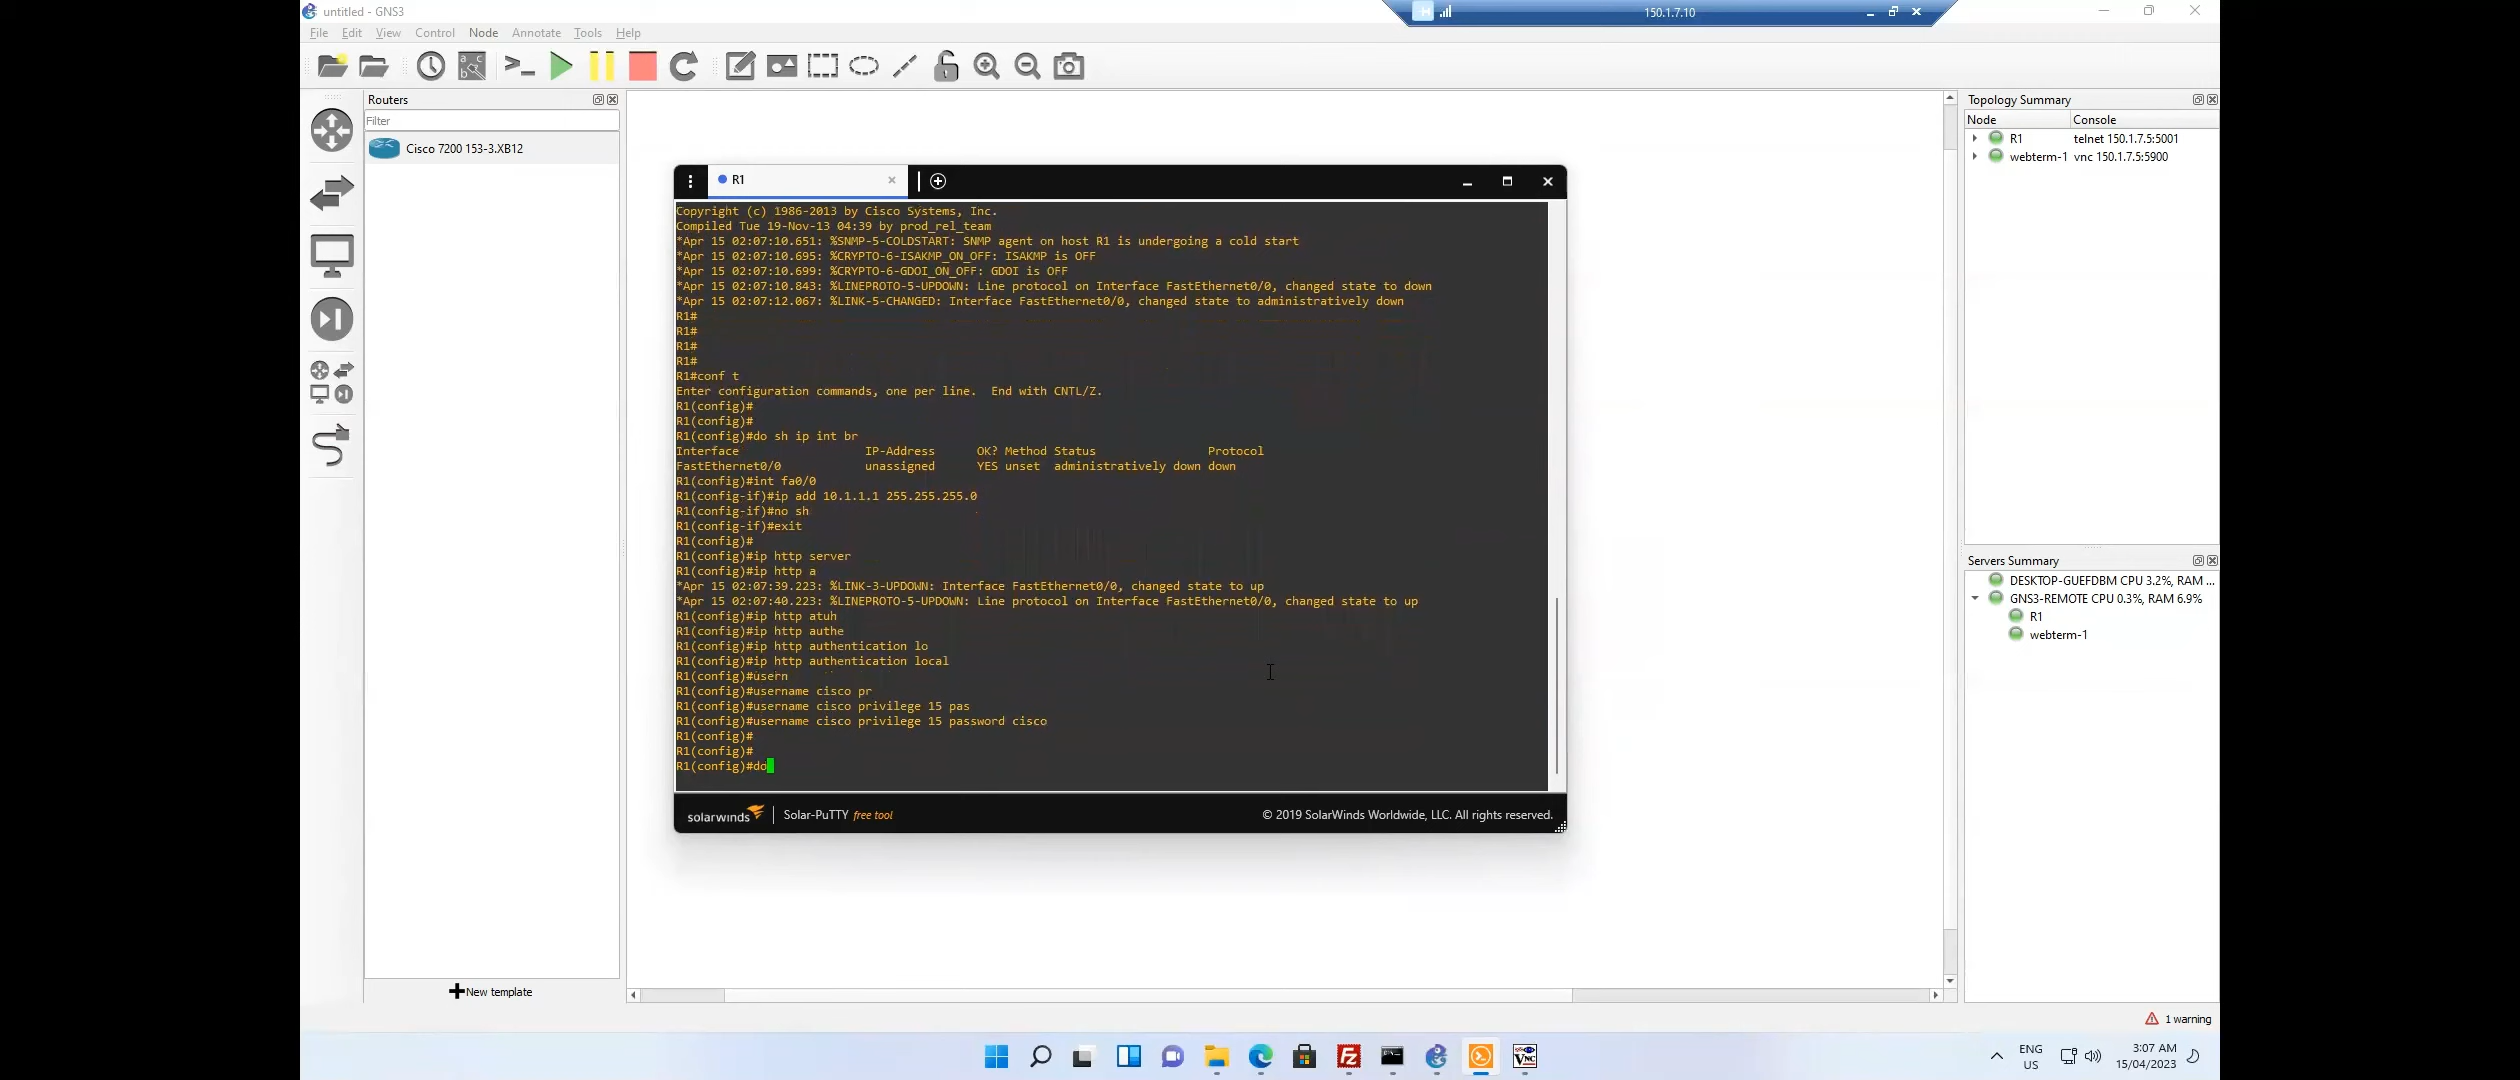 untitled - GNS3
150.1.7.10
File Edit View Control Node Annotate Tools Help
Routers
Filter
Cisco 7200 153-3.XB12
New template
R1
Copyright (c) 1986-2013 by Cisco Systems, Inc.
Compiled Tue 19-Nov-13 04:39 by prod_rel_team
*Apr 15 02:07:10.651: %SNMP-5-COLDSTART: SNMP agent on host R1 is undergoing a cold start
*Apr 15 02:07:10.695: %CRYPTO-6-ISAKMP_ON_OFF: ISAKMP is OFF
*Apr 15 02:07:10.699: %CRYPTO-6-GDOI_ON_OFF: GDOI is OFF
*Apr 15 02:07:10.843: %LINEPROTO-5-UPDOWN: Line protocol on Interface FastEthernet0/0, changed state to down
*Apr 15 02:07:12.067: %LINK-5-CHANGED: Interface FastEthernet0/0, changed state to administratively down
R1#
R1#
R1#
R1#
R1#conf t
Enter configuration commands, one per line.  End with CNTL/Z.
R1(config)#
R1(config)#
R1(config)#do sh ip int br
Interface IP-Address OK? Method Status Protocol
FastEthernet0/0 unassigned YES unset administratively down down
R1(config)#int fa0/0
R1(config-if)#ip add 10.1.1.1 255.255.255.0
R1(config-if)#no sh
R1(config-if)#exit
R1(config)#
R1(config)#ip http server
R1(config)#ip http a
*Apr 15 02:07:39.223: %LINK-3-UPDOWN: Interface FastEthernet0/0, changed state to up
*Apr 15 02:07:40.223: %LINEPROTO-5-UPDOWN: Line protocol on Interface FastEthernet0/0, changed state to up
R1(config)#ip http atuh
R1(config)#ip http authe
R1(config)#ip http authentication lo
R1(config)#ip http authentication local
R1(config)#usern
R1(config)#username cisco pr
R1(config)#username cisco privilege 15 pas
R1(config)#username cisco privilege 15 password cisco
R1(config)#
R1(config)#
R1(config)#do
solarwinds Solar-PuTTY free tool © 2019 SolarWinds Worldwide, LLC. All rights reserved.
Topology Summary
Node Console
R1 telnet 150.1.7.5:5001
webterm-1 vnc 150.1.7.5:5900
Servers Summary
DESKTOP-GUEFDBM CPU 3.2%, RAM ...
GNS3-REMOTE CPU 0.3%, RAM 6.9%
R1
webterm-1
1 warning
ENG
US
3:07 AM
15/04/2023